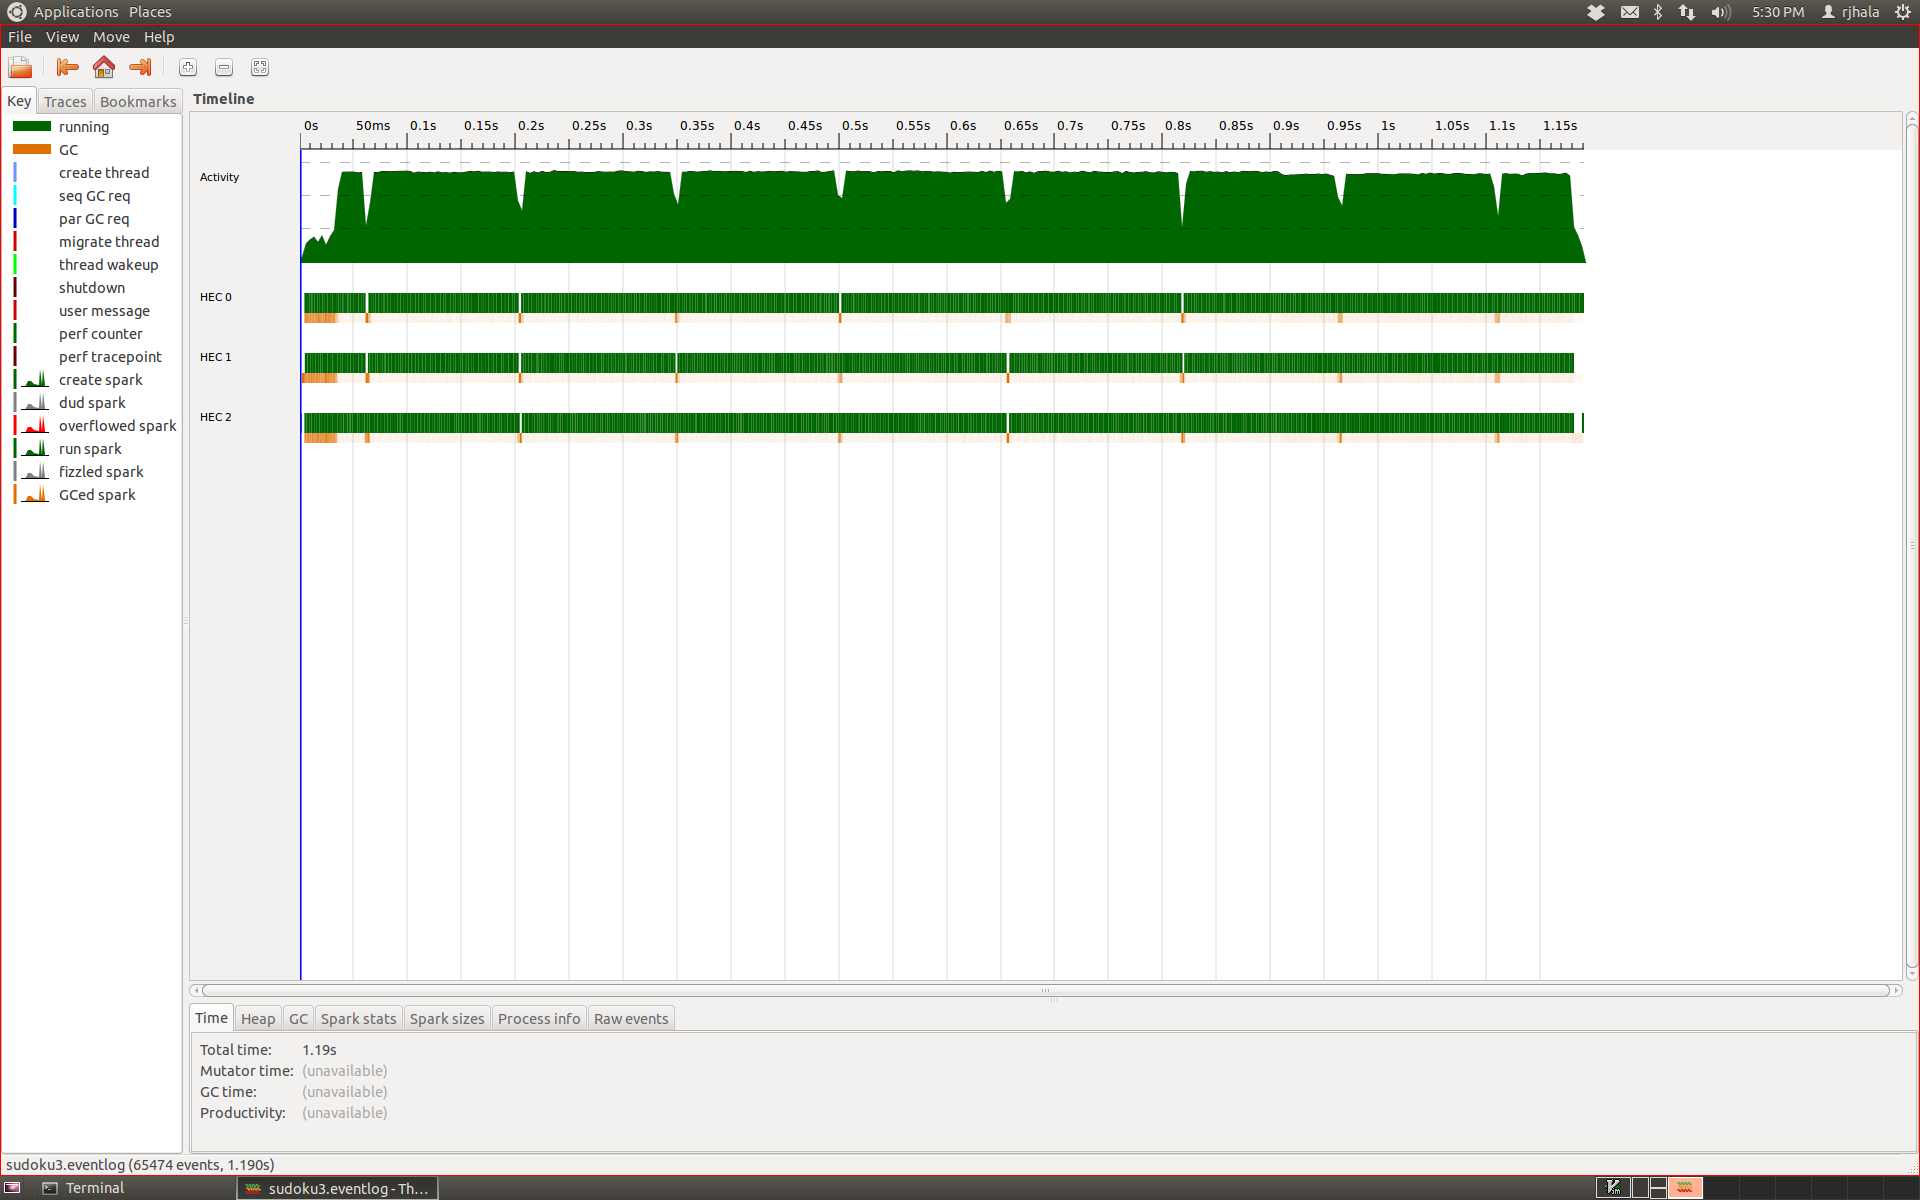 Applications Places 5:30 PM rjhala
File View Move Help
Key Traces Bookmarks
running
GC
create thread
seq GC req
par GC req
migrate thread
thread wakeup
shutdown
user message
perf counter
perf tracepoint
create spark
dud spark
overflowed spark
run spark
fizzled spark
GCed spark
Timeline
0s 50ms 0.1s 0.15s 0.2s 0.25s 0.3s 0.35s 0.4s 0.45s 0.5s 0.55s 0.6s 0.65s 0.7s 0.75s 0.8s 0.85s 0.9s 0.95s 1s 1.05s 1.1s 1.15s
Activity
HEC 0
HEC 1
HEC 2
Time Heap GC Spark stats Spark sizes Process info Raw events
Total time: 1.19s
Mutator time: (unavailable)
GC time: (unavailable)
Productivity: (unavailable)
sudoku3.eventlog (65474 events, 1.190s)
Terminal sudoku3.eventlog - Th...